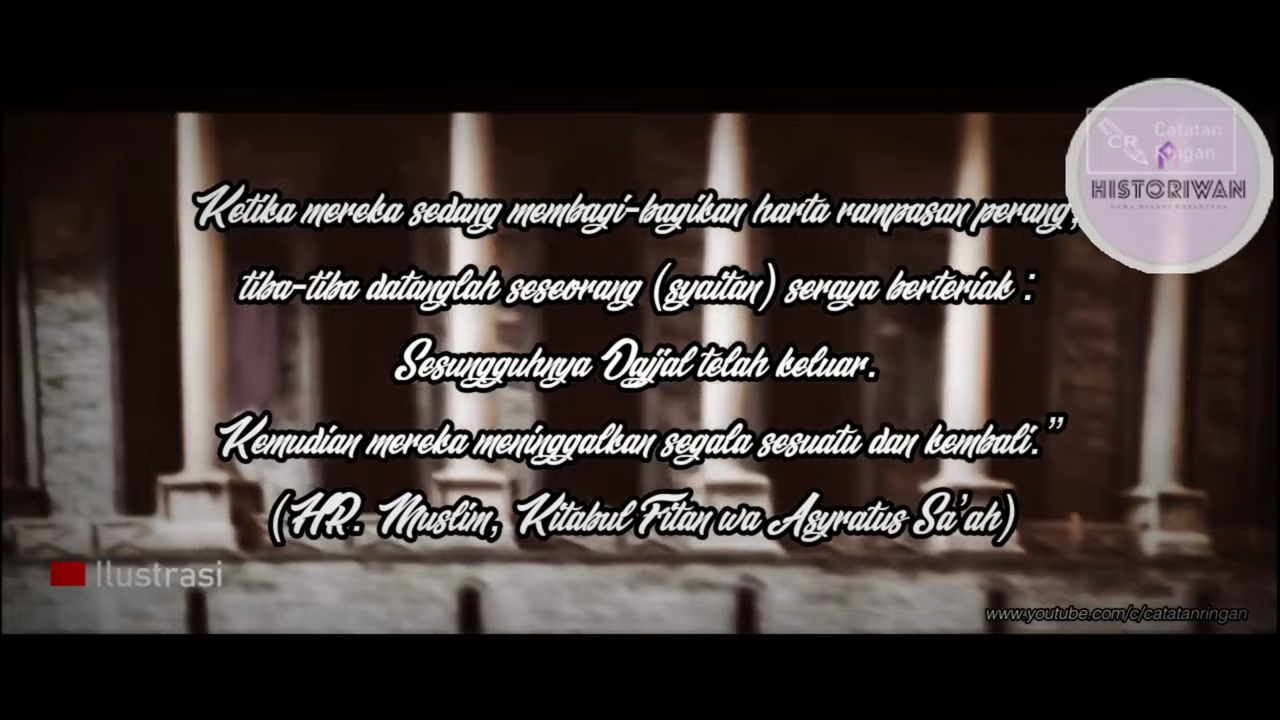 Ketika mereka sedang membagi-bagikan harta rampasan perang,
tiba-tiba datanglah seseorang (syaitan) seraya berteriak :
Sesungguhnya Dajjal telah keluar.
Kemudian mereka meninggalkan segala sesuatu dan kembali.”
(HR. Muslim, Kitabul Fitan wa Asyratus Sa'ah)
CR Catatan
HISTORIWAN
Ilustrasi
www.youtube.com/c/catatanringan